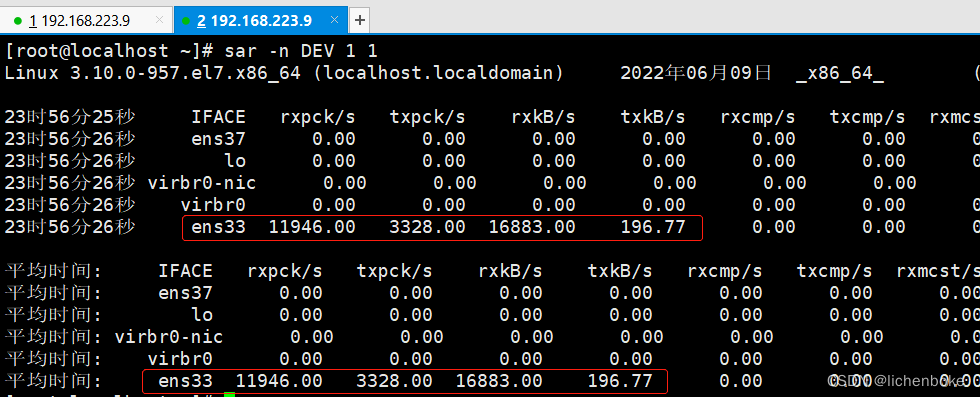 1 192.168.223.9 × 2 192.168.223.9 × +
[root@localhost ~]# sar -n DEV 1 1
Linux 3.10.0-957.el7.x86_64 (localhost.localdomain) 2022年06月09日 _x86_64_ (
23时56分25秒 IFACE rxpck/s txpck/s rxkB/s txkB/s rxcmp/s txcmp/s rxmcs
23时56分26秒 ens37 0.00 0.00 0.00 0.00 0.00 0.00
23时56分26秒 lo 0.00 0.00 0.00 0.00 0.00 0.00
23时56分26秒 virbr0-nic 0.00 0.00 0.00 0.00 0.00 0.00
23时56分26秒 virbr0 0.00 0.00 0.00 0.00 0.00 0.00
23时56分26秒 ens33 11946.00 3328.00 16883.00 196.77 0.00 0.00
平均时间: IFACE rxpck/s txpck/s rxkB/s txkB/s rxcmp/s txcmp/s rxmcst/
平均时间: ens37 0.00 0.00 0.00 0.00 0.00 0.00 0.00
平均时间: lo 0.00 0.00 0.00 0.00 0.00 0.00 0.00
平均时间: virbr0-nic 0.00 0.00 0.00 0.00 0.00 0.00 0.0
平均时间: virbr0 0.00 0.00 0.00 0.00 0.00 0.00 0.00
平均时间: ens33 11946.00 3328.00 16883.00 196.77 0.00 0.00 0.00
CSDN @lichenboke